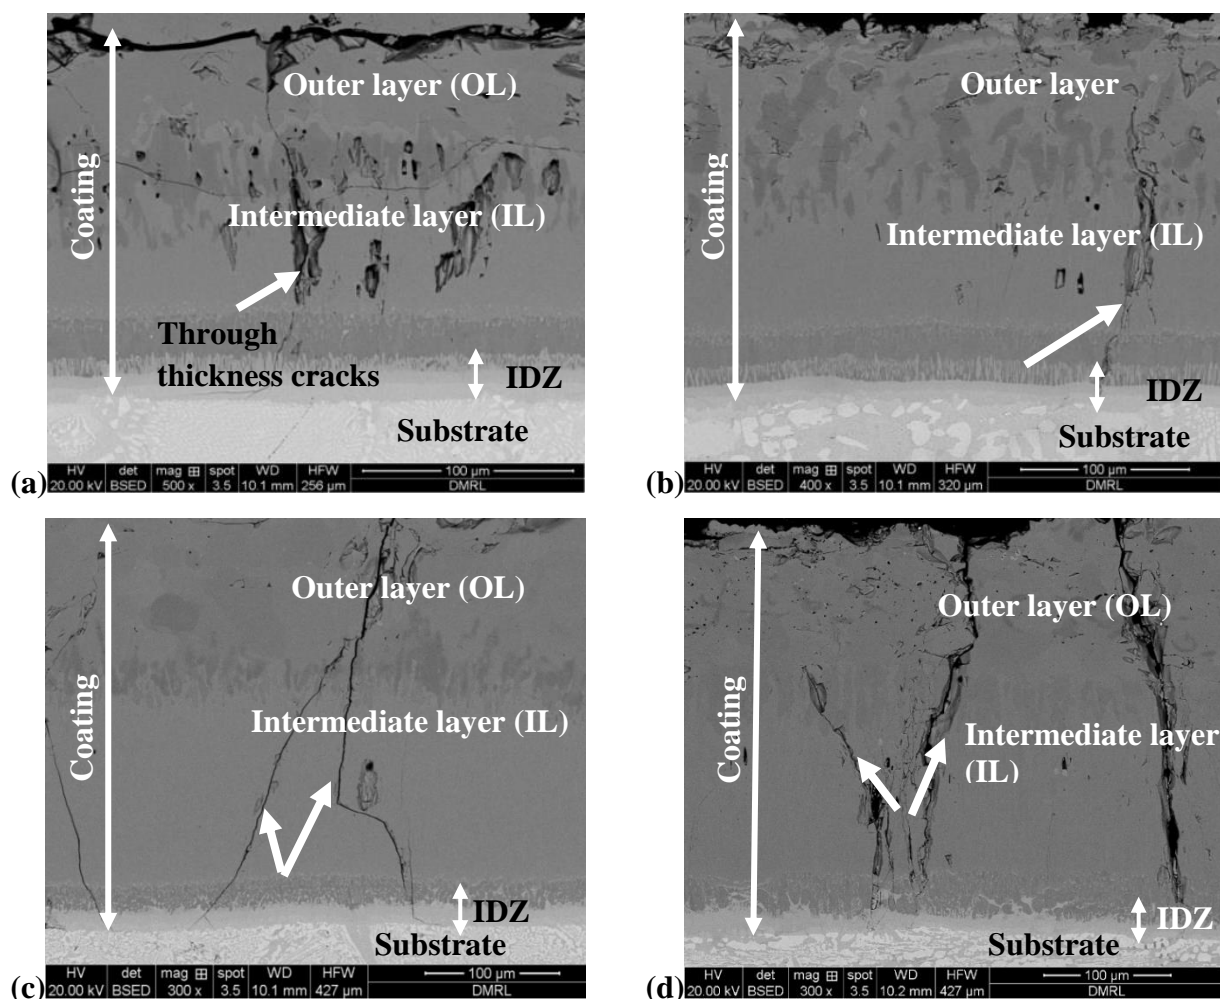 Outer layer (OL)
Coating
Intermediate layer (IL)
Through
thickness cracks
IDZ
Substrate
(a)
HV det mag ⊞ spot WD HFW 100 µm
20.00 kV BSED 500 x 3.5 10.1 mm 256 µm DMRL
Outer layer
Coating
Intermediate layer (IL)
IDZ
Substrate
(b)
HV det mag ⊞ spot WD HFW 100 µm
20.00 kV BSED 400 x 3.5 10.1 mm 320 µm DMRL
Outer layer (OL)
Coating
Intermediate layer (IL)
IDZ
Substrate
(c)
HV det mag ⊞ spot WD HFW 100 µm
20.00 kV BSED 300 x 3.5 10.1 mm 427 µm DMRL
Outer layer (OL)
Coating
Intermediate layer
(IL)
IDZ
Substrate
(d)
HV det mag ⊞ spot WD HFW 100 µm
20.00 kV BSED 300 x 3.5 10.2 mm 427 µm DMRL